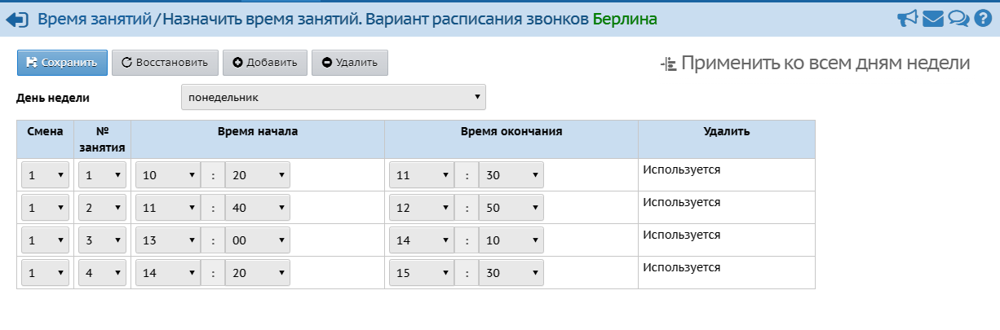 Время занятий / Назначить время занятий. Вариант расписания звонков Берлина
Сохранить Восстановить Добавить Удалить
Применить ко всем дням недели
День недели понедельник
Смена № занятия Время начала Время окончания Удалить
1 1 10 : 20 11 : 30 Используется
1 2 11 : 40 12 : 50 Используется
1 3 13 : 00 14 : 10 Используется
1 4 14 : 20 15 : 30 Используется